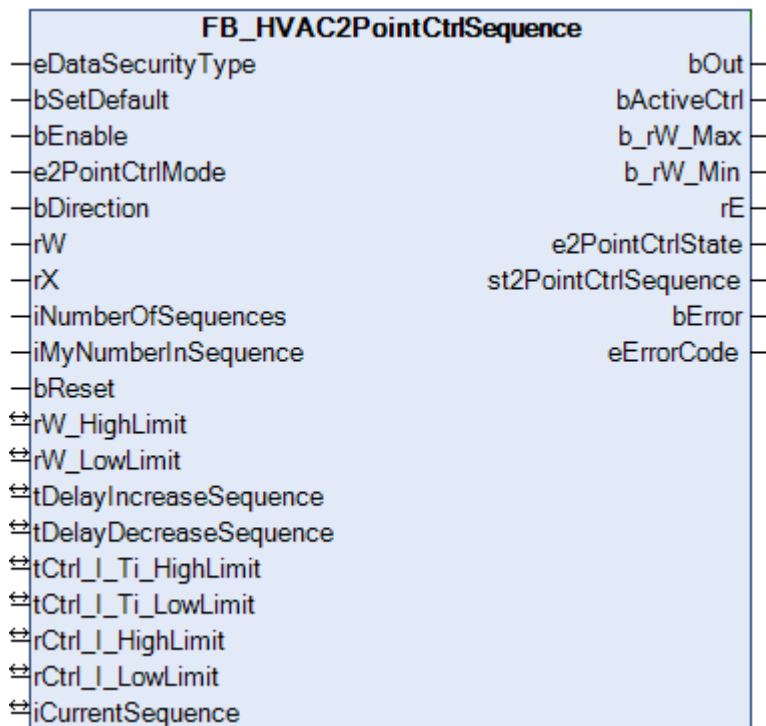 FB_HVAC2PointCtrlSequence
eDataSecurityType bOut
bSetDefault bActiveCtrl
bEnable b_rW_Max
e2PointCtrlMode b_rW_Min
bDirection rE
rW e2PointCtrlState
rX st2PointCtrlSequence
iNumberOfSequences bError
iMyNumberInSequence eErrorCode
bReset
rW_HighLimit
rW_LowLimit
tDelayIncreaseSequence
tDelayDecreaseSequence
tCtrl_I_Ti_HighLimit
tCtrl_I_Ti_LowLimit
rCtrl_I_HighLimit
rCtrl_I_LowLimit
iCurrentSequence